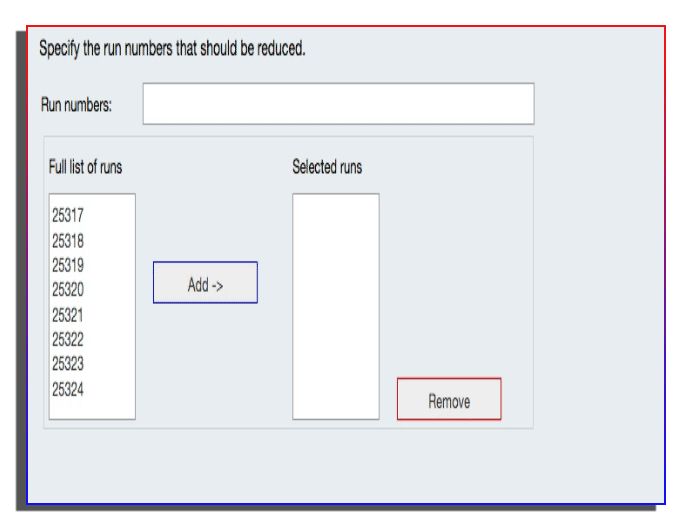 Specify the run numbers that should be reduced.
Run numbers:
Full list of runs
Selected runs
25317
25318
25319
25320
25321
25322
25323
25324
Add ->
Remove